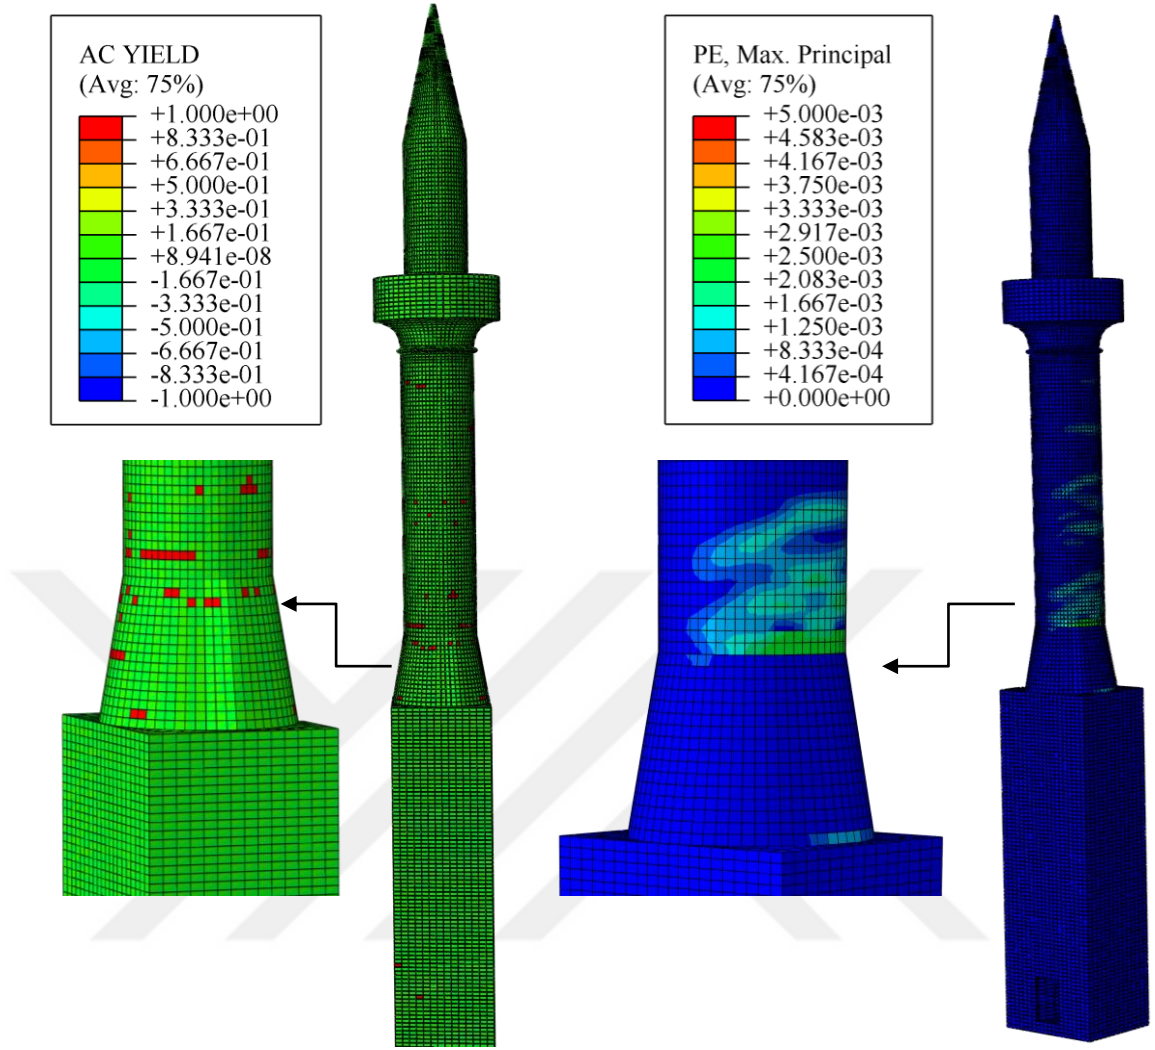 AC YIELD
(Avg: 75%)
+1.000e+00
+8.333e-01
+6.667e-01
+5.000e-01
+3.333e-01
+1.667e-01
+8.941e-08
-1.667e-01
-3.333e-01
-5.000e-01
-6.667e-01
-8.333e-01
-1.000e+00
PE, Max. Principal
(Avg: 75%)
+5.000e-03
+4.583e-03
+4.167e-03
+3.750e-03
+3.333e-03
+2.917e-03
+2.500e-03
+2.083e-03
+1.667e-03
+1.250e-03
+8.333e-04
+4.167e-04
+0.000e+00